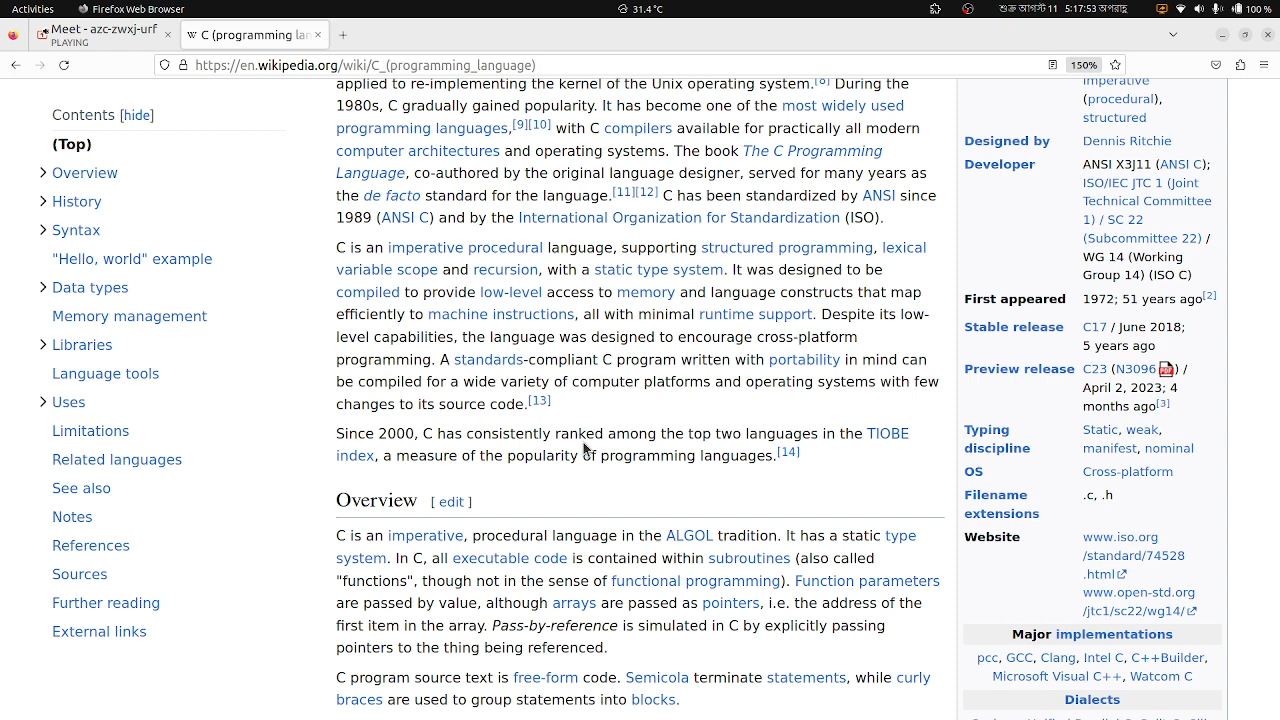 Activities
Firefox Web Browser
31.4 °C
শুক্র আগস্ট 11 5:17:53 অপরাহ্ণ
100 %
Meet - azc-zwxj-urf
PLAYING
W C (programming lan
https://en.wikipedia.org/wiki/C_(programming_language)
150%
Contents [hide]
(Top)
Overview
History
Syntax
"Hello, world" example
Data types
Memory management
Libraries
Language tools
Uses
Limitations
Related languages
See also
Notes
References
Sources
Further reading
External links
applied to re-implementing the kernel of the Unix operating system.[8] During the
1980s, C gradually gained popularity. It has become one of the most widely used
programming languages,[9][10] with C compilers available for practically all modern
computer architectures and operating systems. The book The C Programming
Language, co-authored by the original language designer, served for many years as
the de facto standard for the language.[11][12] C has been standardized by ANSI since
1989 (ANSI C) and by the International Organization for Standardization (ISO).
C is an imperative procedural language, supporting structured programming, lexical
variable scope and recursion, with a static type system. It was designed to be
compiled to provide low-level access to memory and language constructs that map
efficiently to machine instructions, all with minimal runtime support. Despite its low-
level capabilities, the language was designed to encourage cross-platform
programming. A standards-compliant C program written with portability in mind can
be compiled for a wide variety of computer platforms and operating systems with few
changes to its source code.[13]
Since 2000, C has consistently ranked among the top two languages in the TIOBE
index, a measure of the popularity of programming languages.[14]
Overview [ edit ]
C is an imperative, procedural language in the ALGOL tradition. It has a static type
system. In C, all executable code is contained within subroutines (also called
"functions", though not in the sense of functional programming). Function parameters
are passed by value, although arrays are passed as pointers, i.e. the address of the
first item in the array. Pass-by-reference is simulated in C by explicitly passing
pointers to the thing being referenced.
C program source text is free-form code. Semicola terminate statements, while curly
braces are used to group statements into blocks.
imperative
(procedural),
structured
Designed by Dennis Ritchie
Developer ANSI X3J11 (ANSI C);
ISO/IEC JTC 1 (Joint
Technical Committee
1) / SC 22
(Subcommittee 22) /
WG 14 (Working
Group 14) (ISO C)
First appeared 1972; 51 years ago[2]
Stable release C17 / June 2018;
5 years ago
Preview release C23 (N3096 ) /
April 2, 2023; 4
months ago[3]
Typing Static, weak,
discipline manifest, nominal
OS Cross-platform
Filename .c, .h
extensions
Website www.iso.org
/standard/74528
.html
www.open-std.org
/jtc1/sc22/wg14/
Major implementations
pcc, GCC, Clang, Intel C, C++Builder,
Microsoft Visual C++, Watcom C
Dialects